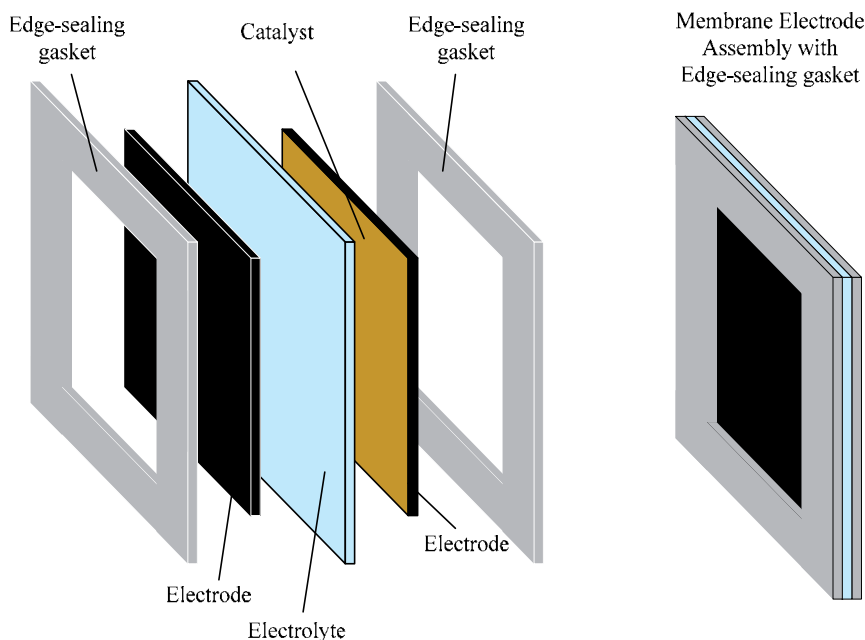 Edge-sealing
gasket
Catalyst
Edge-sealing
gasket
Membrane Electrode
Assembly with
Edge-sealing gasket
Electrode
Electrode
Electrolyte